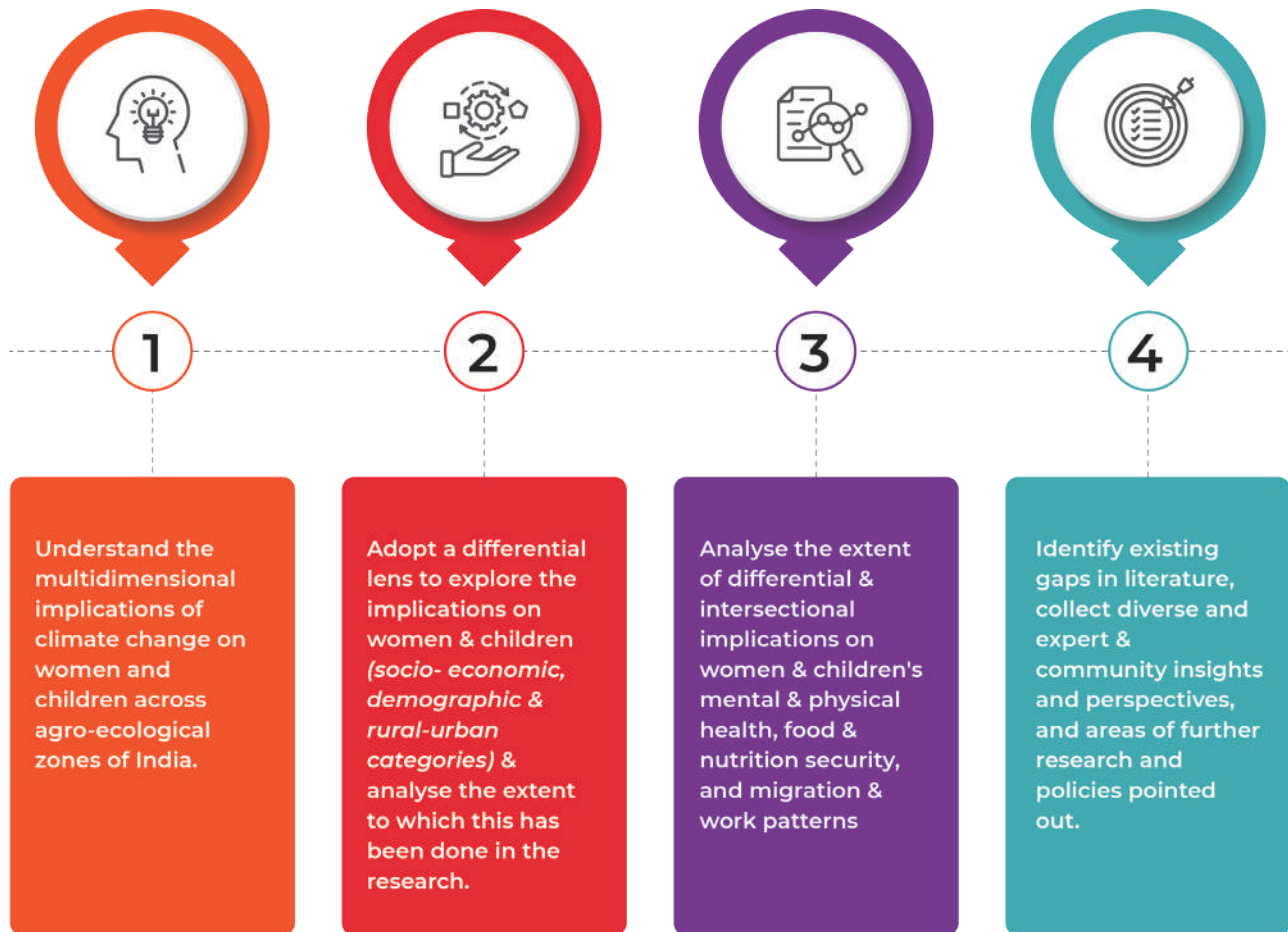 1
2
3
4
Understand the
multidimensional
implications of
climate change on
women and
children across
agro-ecological
zones of India.
Adopt a differential
lens to explore the
implications on
women & children
(socio- economic,
demographic &
rural-urban
categories) &
analyse the extent
to which this has
been done in the
research.
Analyse the extent
of differential &
intersectional
implications on
women & children's
mental & physical
health, food &
nutrition security,
and migration &
work patterns
Identify existing
gaps in literature,
collect diverse and
expert &
community insights
and perspectives,
and areas of further
research and
policies pointed
out.